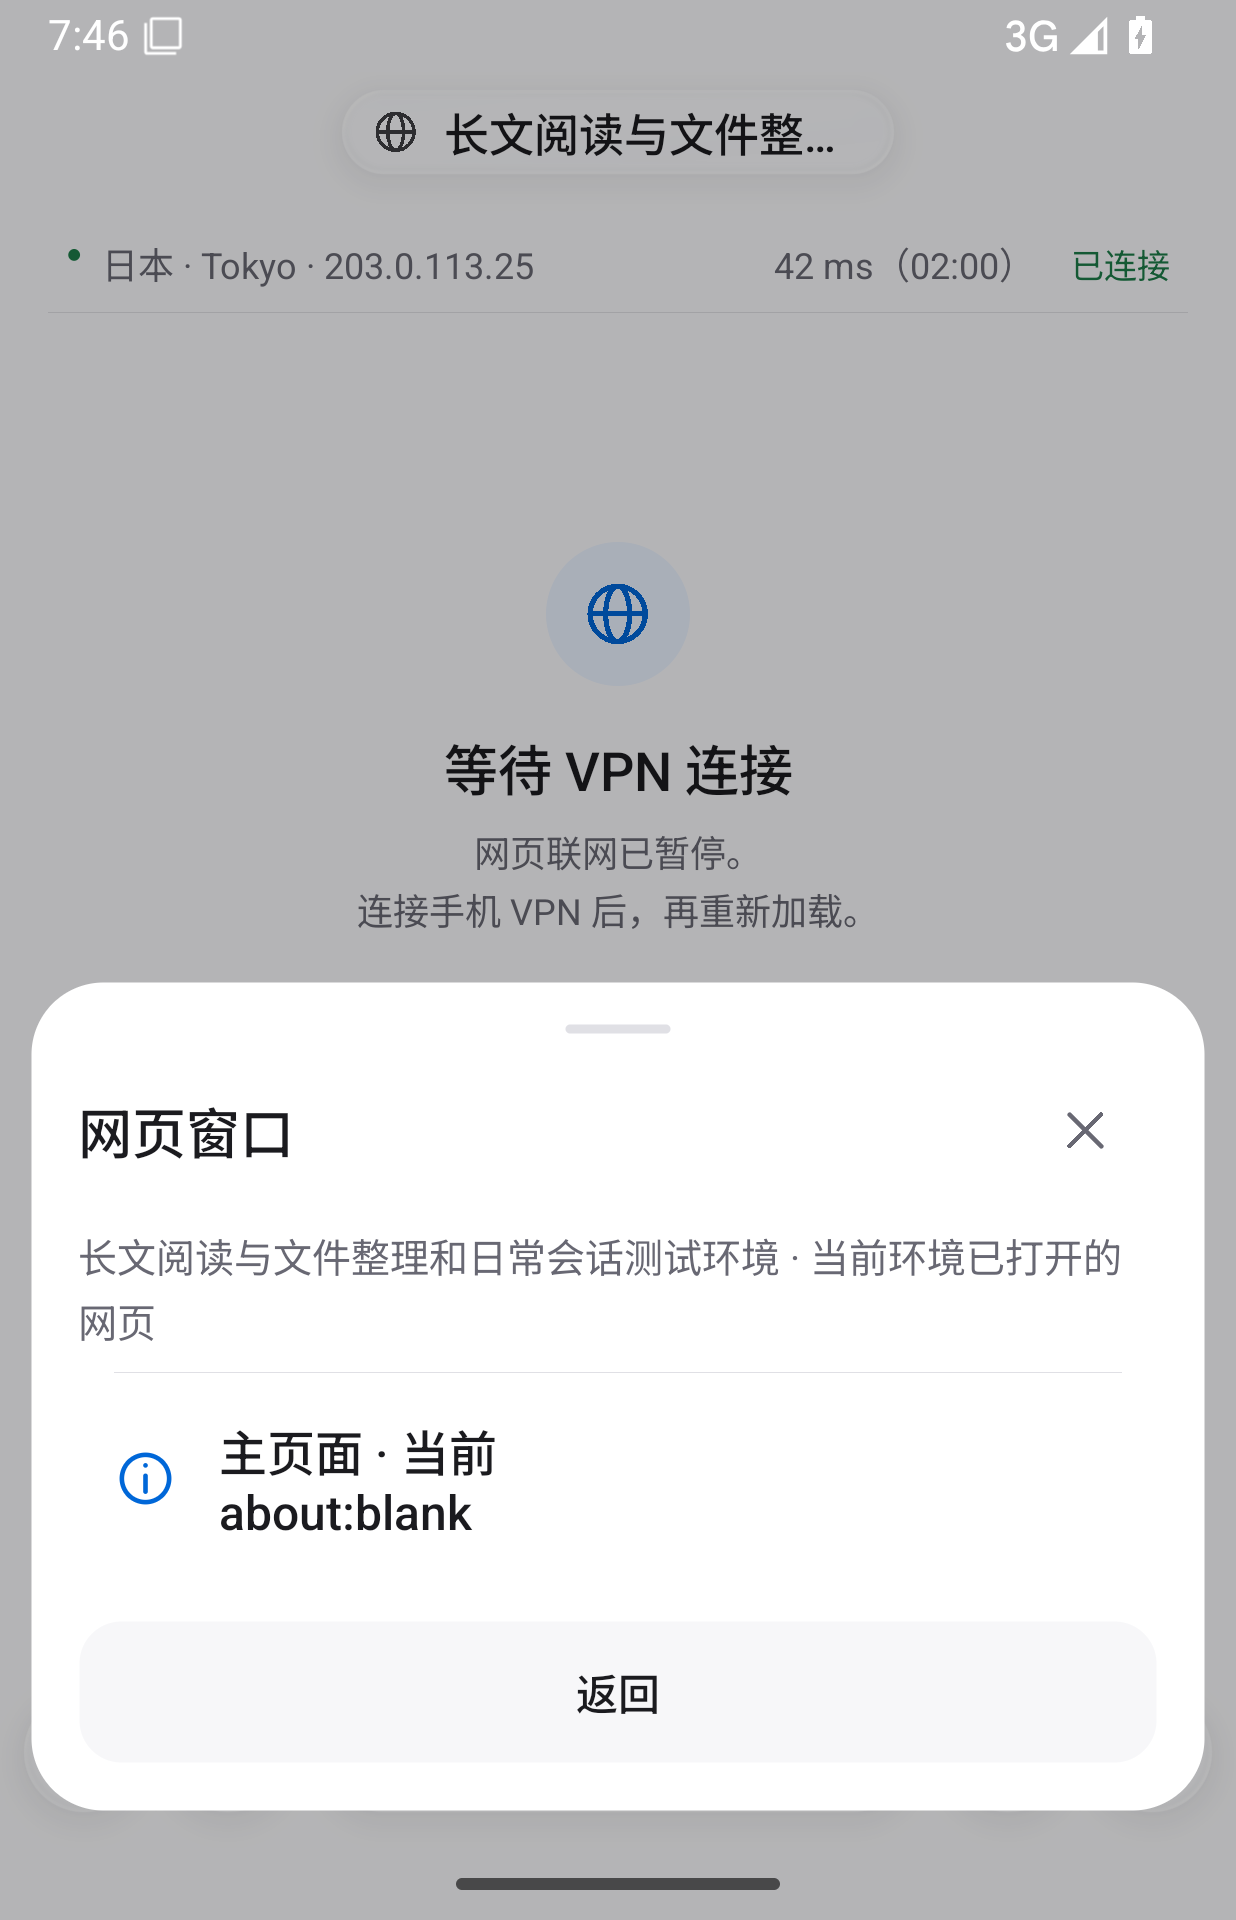 7:46
3G
长文阅读与文件整...
日本 · Tokyo · 203.0.113.25
42 ms（02:00）
已连接
等待 VPN 连接
网页联网已暂停。
连接手机 VPN 后，再重新加载。
网页窗口
长文阅读与文件整理和日常会话测试环境 · 当前环境已打开的
网页
主页面 · 当前
about:blank
返回